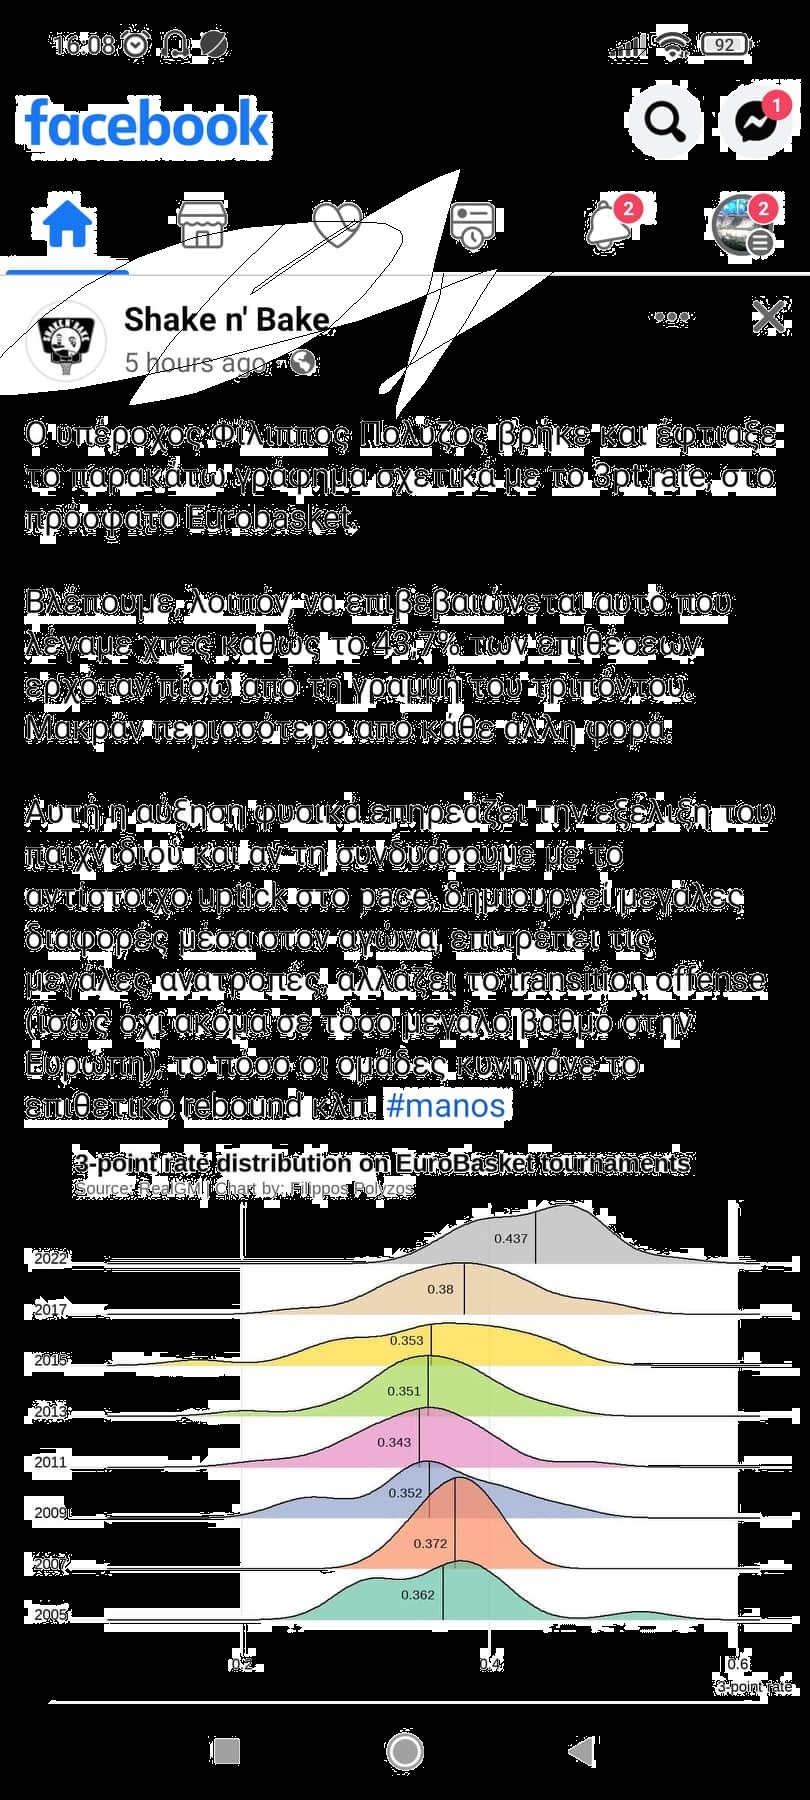 16:08
92
facebook
1
2
2
Shake n' Bake
5 hours ago
Ο υπέροχος Φίλιππος Πολύζος βρήκε και έφτιαξε
το παρακάτω γράφημα σχετικά με το 3pt rate, στο
πρόσφατο Eurobasket.
Βλέπουμε, λοιπόν, να επιβεβαιώνεται αυτό που
λέγαμε χτες καθώς το 43,7% των επιθέσεων
ερχόταν πίσω από τη γραμμή του τριπόντου.
Μακράν περισσότερο από κάθε άλλη φορά.
Αυτή η αύξηση φυσικά επηρεάζει την εξέλιξη του
παιχνιδιού και αν τη συνδυάσουμε με το
αντίστοιχο uptick στο pace, δημιουργεί μεγάλες
διαφορές μέσα στον αγώνα, επιτρέπει τις
μεγάλες ανατροπές, αλλάζει το transition offense
(ίσως όχι ακόμα σε τόσο μεγάλο βαθμό στην
Ευρώπη), το πόσο οι ομάδες κυνηγάνε το
επιθετικό rebound κλπ. #manos
3-point rate distribution on EuroBasket tournaments
Source: RealGM | Chart by: Filippos Polyzos
2022 0.437
2017 0.38
2015 0.353
2013 0.351
2011 0.343
2009 0.352
2007 0.372
2005 0.362
0.2 0.4 0.6
3-point rate